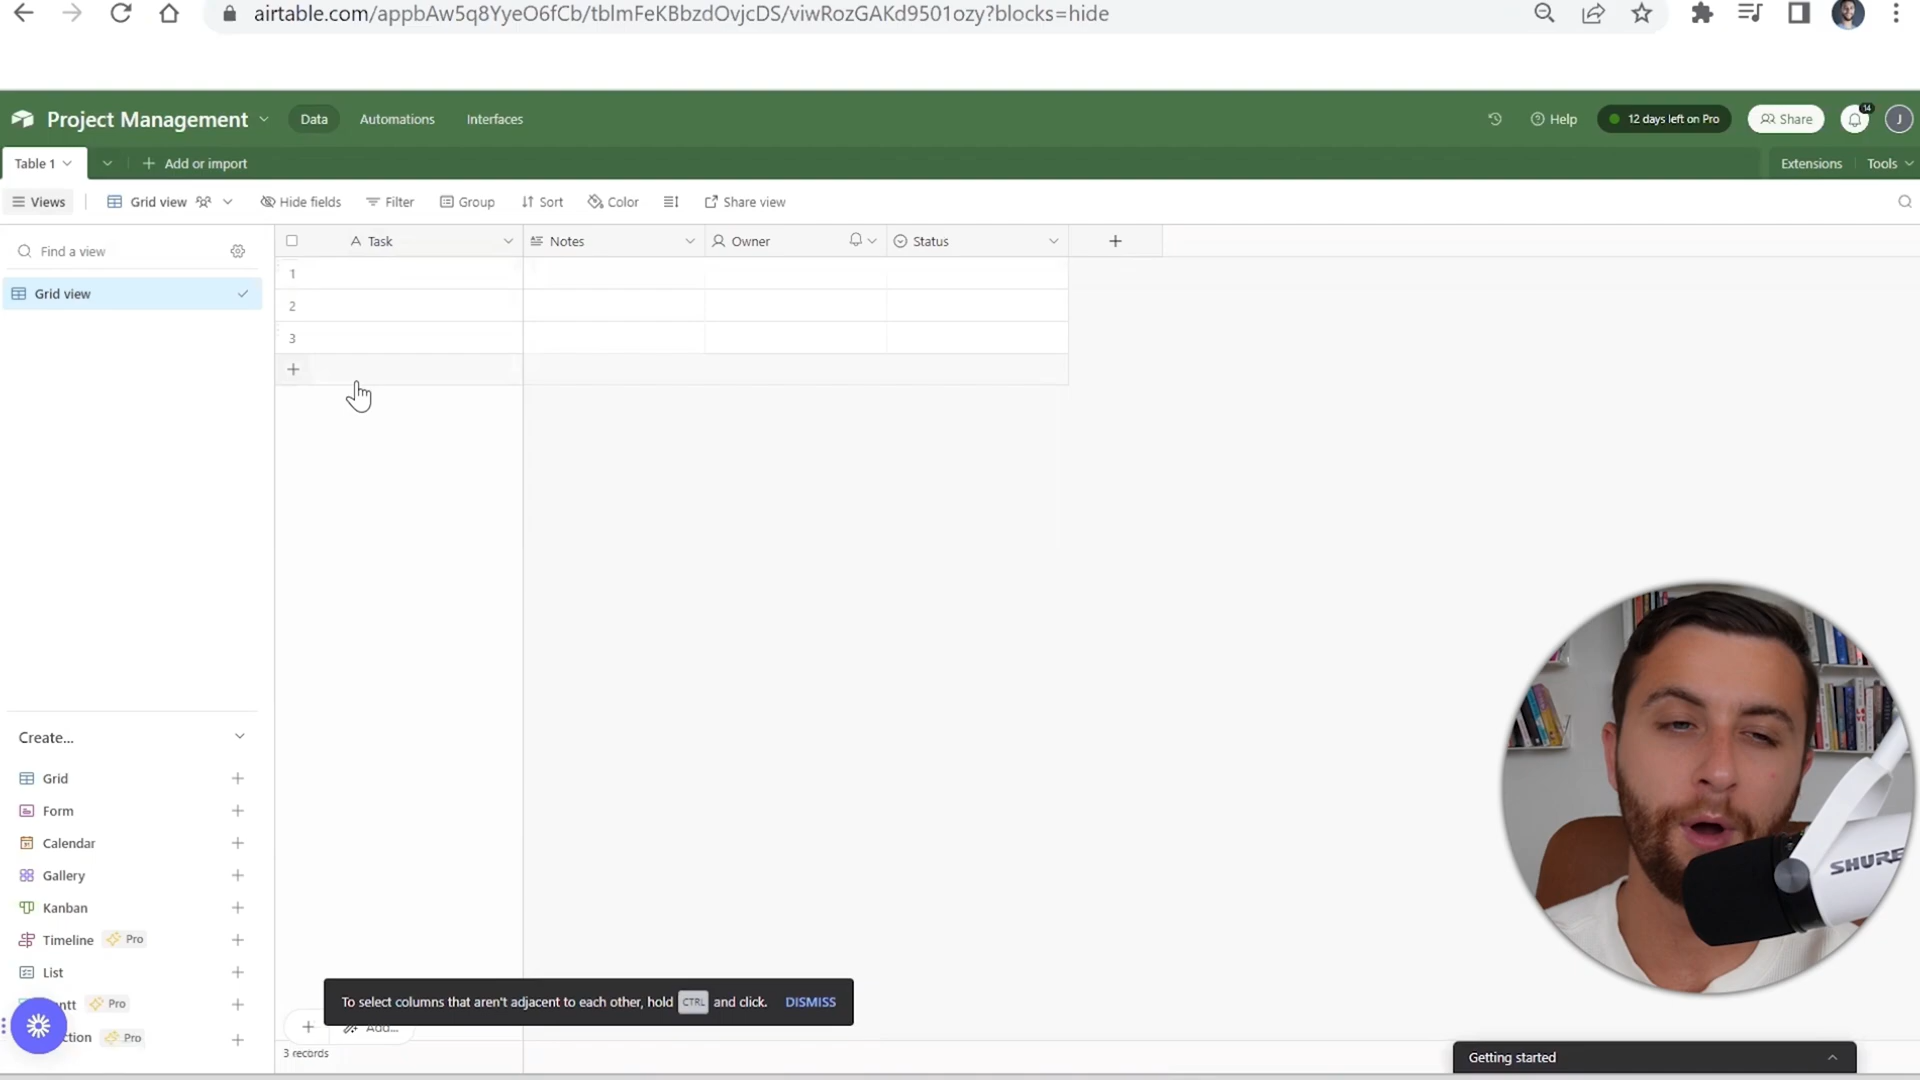 airtable.com/appbAw5q8YyeO6fCb/tblmFeKBbzdOvjcDS/viwRozGAKd9501ozy?blocks=hide
Project Management
Data
Automations
Interfaces
Help
12 days left on Pro
Share
14
J
Table 1
Add or import
Extensions
Tools
Views
Grid view
Hide fields
Filter
Group
Sort
Color
Share view
Find a view
Task
Notes
Owner
Status
1
Grid view
2
3
Create...
Grid
Form
Calendar
Gallery
Kanban
Timeline
Pro
List
ntt
Pro
ction
Pro
To select columns that aren't adjacent to each other, hold CTRL and click. DISMISS
Add...
3 records
Getting started
SHURE